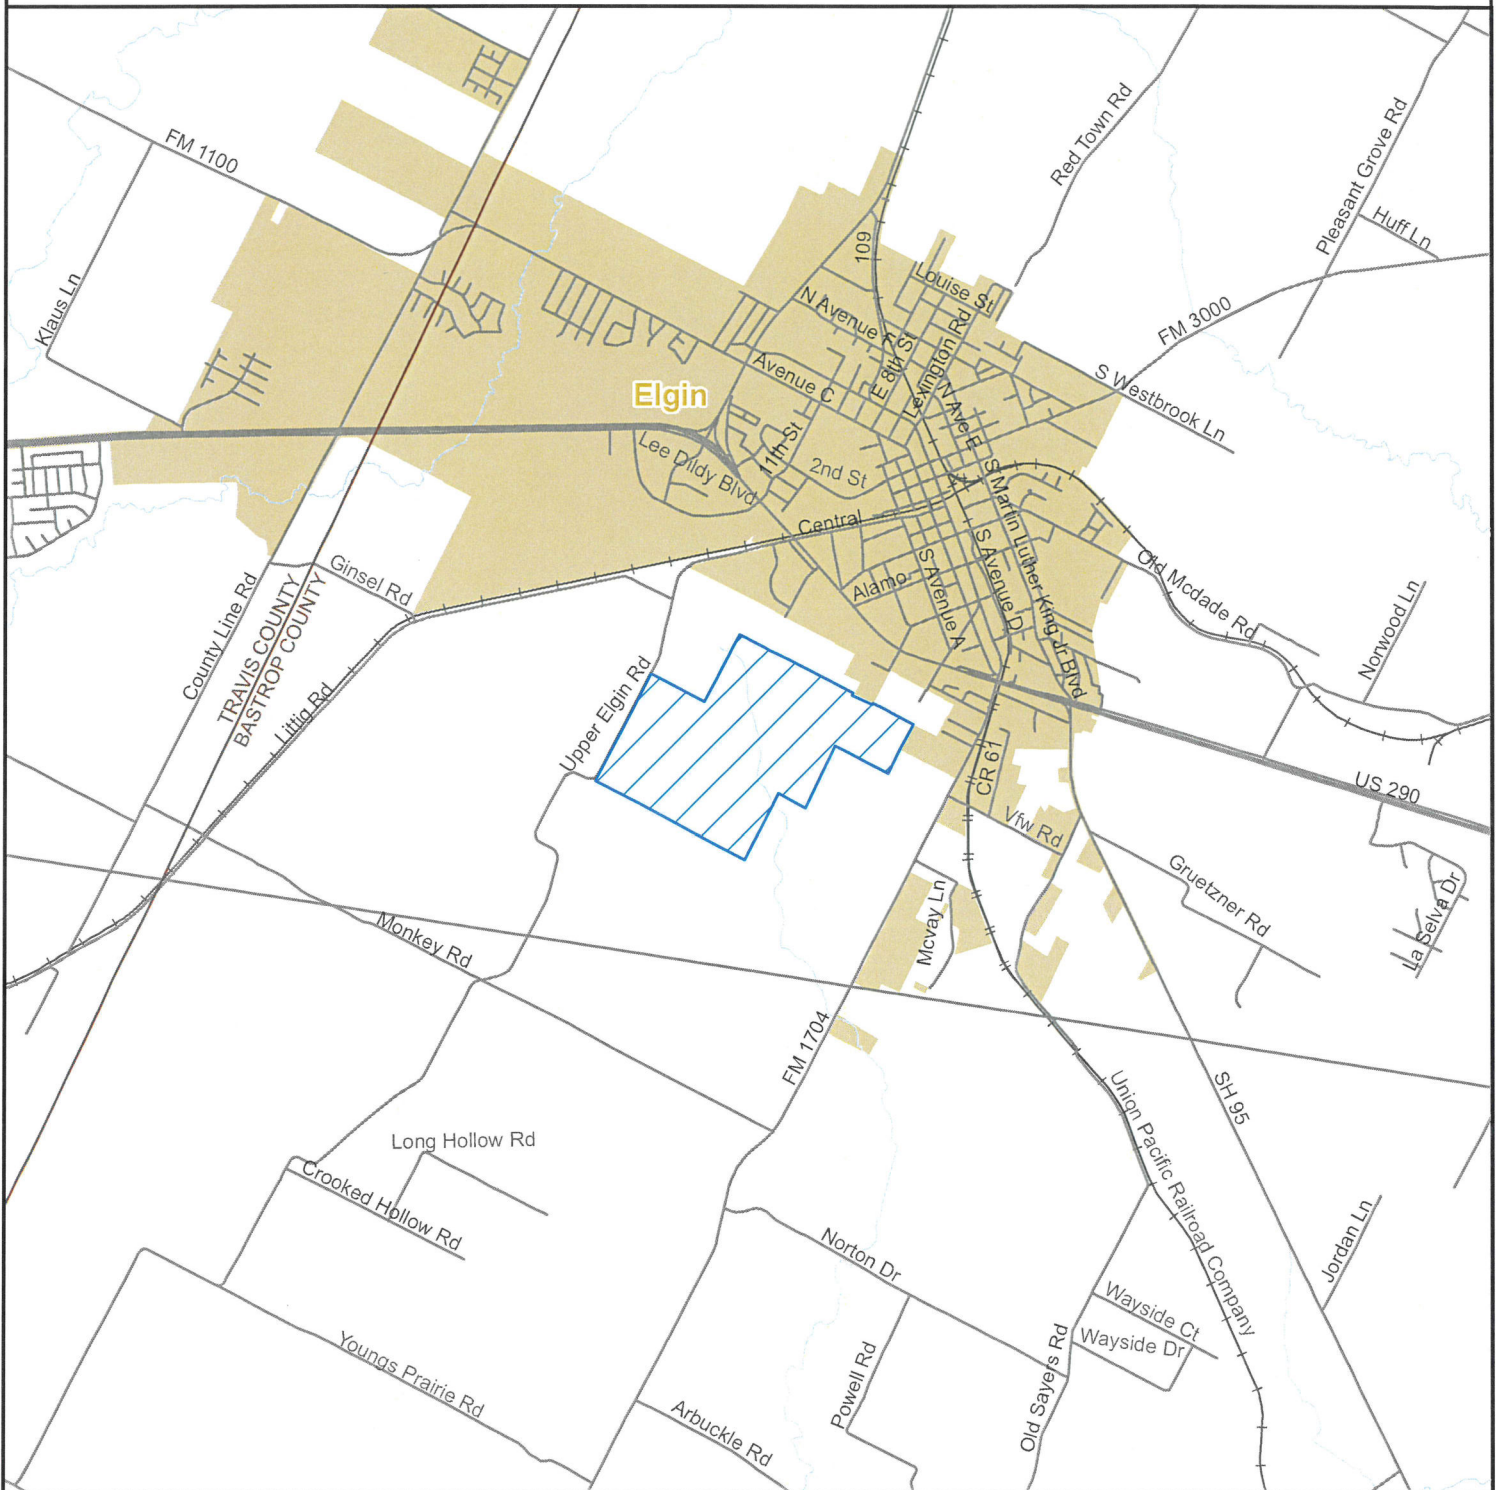 FM 1100
Klaus Ln
109
Red Town Rd
Pleasant Grove Rd
Huff Ln
Louise St
N Avenue F
E 8th St
Lexington Rd
N Ave E
FM 3000
S Westbrook Ln
Elgin
Avenue C
11th St
2nd St
Lee Dildy Blvd
Central
S Martin Luther King Jr Blvd
S Avenue D
S Avenue A
Alamo
Old Mcdade Rd
Norwood Ln
Ginsel Rd
County Line Rd
TRAVIS COUNTY
BASTROP COUNTY
Littig Rd
Upper Elgin Rd
CR 61
US 290
Vfw Rd
Gruetzner Rd
La Selva Dr
Mcvay Ln
Monkey Rd
FM 1704
SH 95
Union Pacific Railroad Company
Long Hollow Rd
Crooked Hollow Rd
Norton Dr
Jordan Ln
Wayside Ct
Wayside Dr
Old Sayers Rd
Powell Rd
Youngs Prairie Rd
Arbuckle Rd